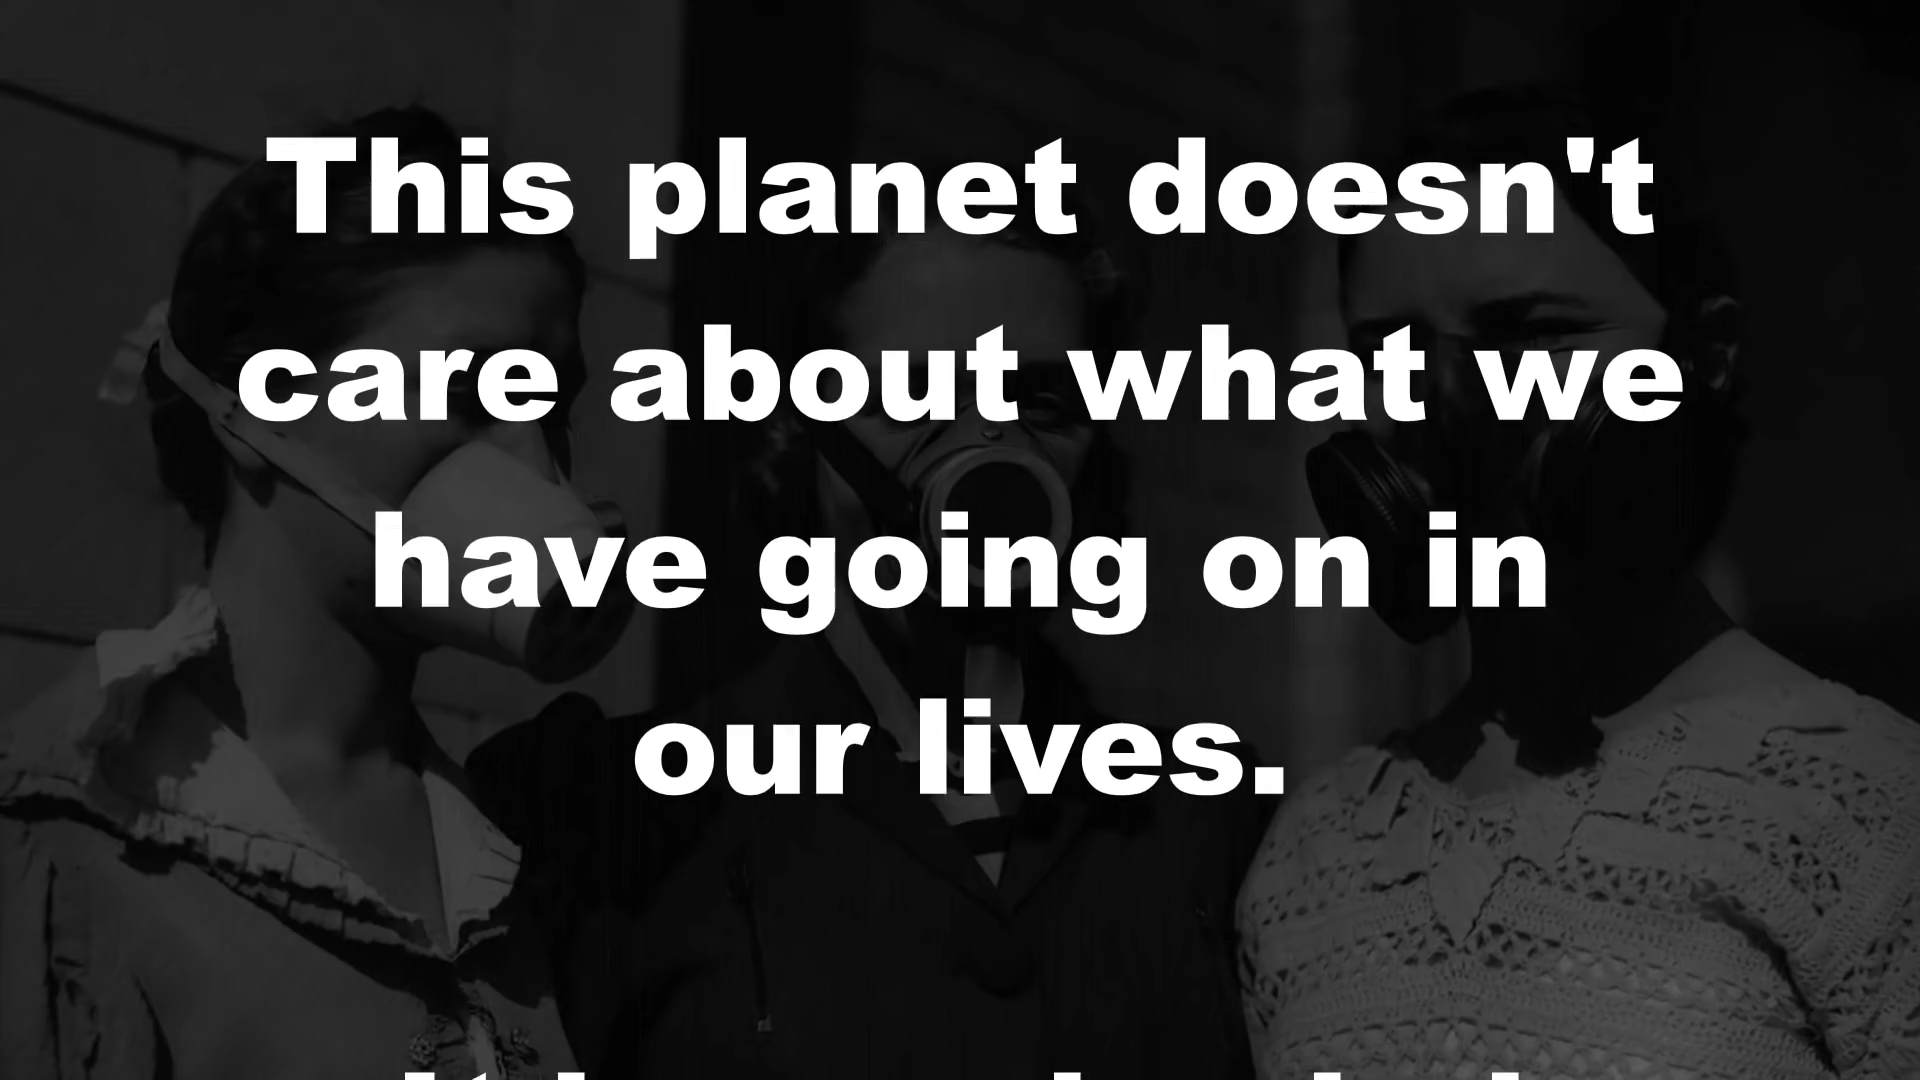 This planet doesn't
care about what we
have going on in
our lives.